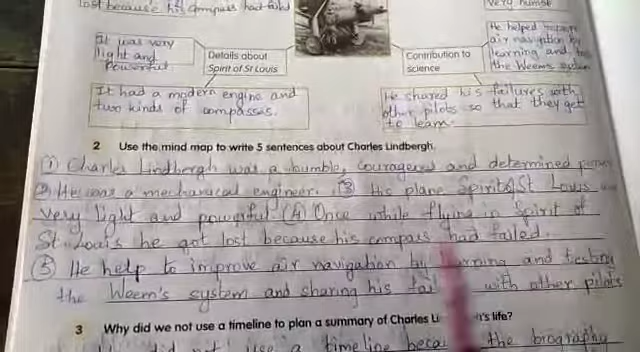 lost because his compass had failed
very humble
It was very
light and
Powerful
Details about
Spirit of St Louis
Contribution to
science
He helped improve
air navigation by
learning and
the Weem's system
It had a modern engine and
two kinds of compasses.
He shared his failures with
other pilots so that they get
to learn.
2 Use the mind map to write 5 sentences about Charles Lindbergh.
(1) Charles Lindbergh was a humble, courageous and determined person
(2) He was a mechanical engineer. (3) His plane Spirit of St Louis was
very light and powerful (4) Once while flying in Spirit of
St. Louis he got lost because his compass had failed.
(5) He help to improve air navigation by learning and testing
the Weem's system and sharing his with other pilots
3 Why did we not use a timeline to plan a summary of Charles life?
did not use a timeline the biography